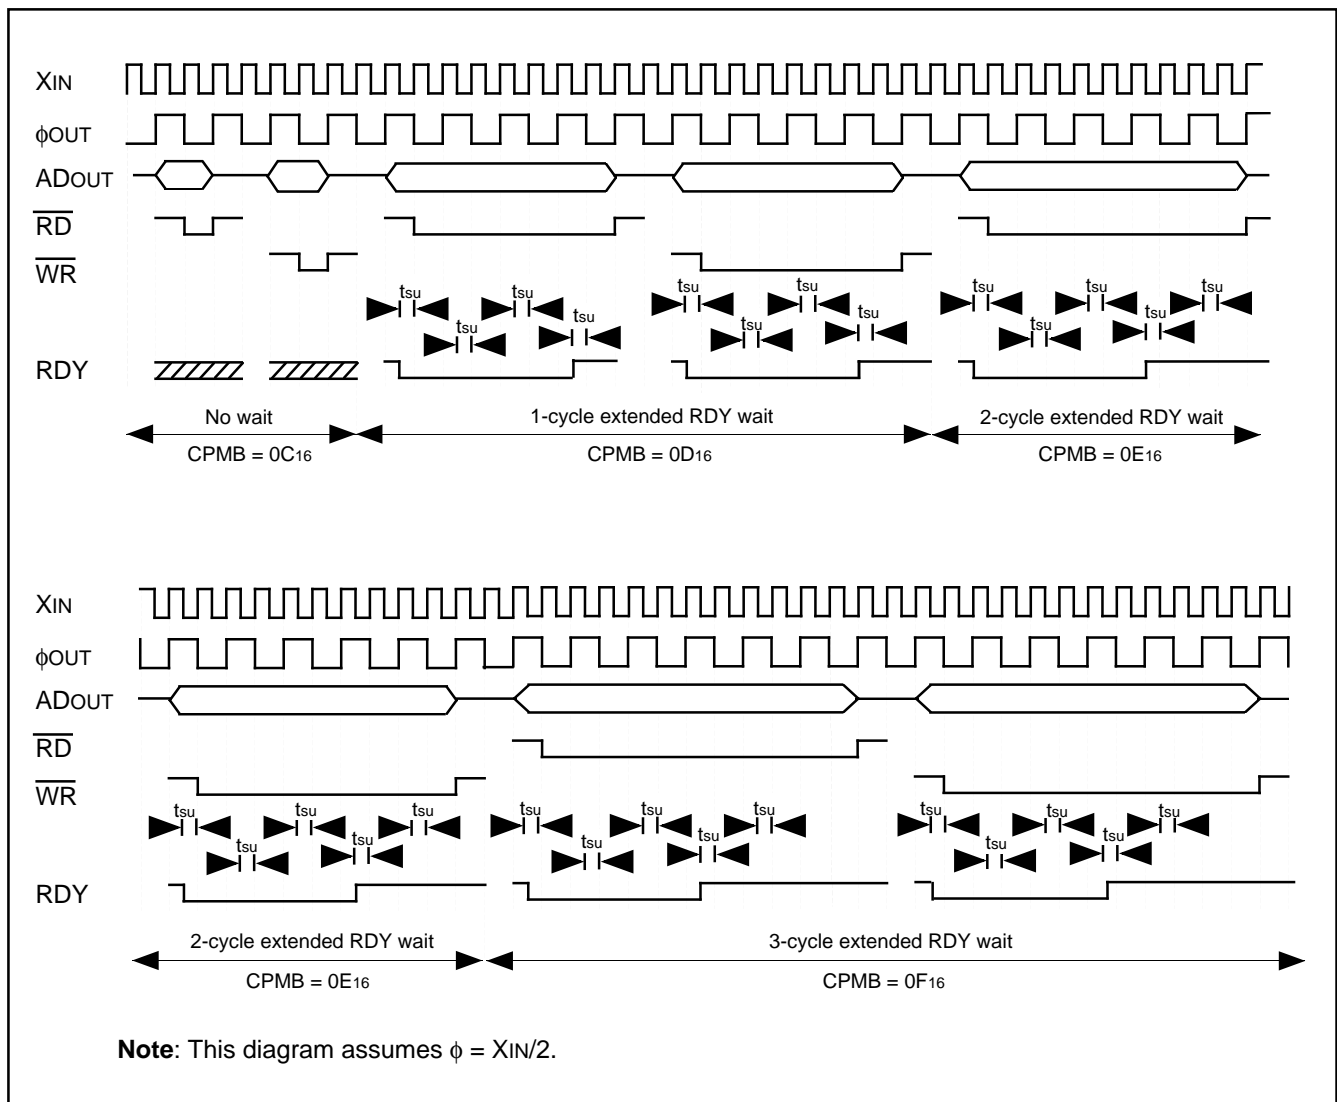 XIN
φOUT
ADOUT
RD
WR
tsu tsu tsu tsu tsu tsu tsu
tsu tsu tsu tsu tsu tsu
RDY
No wait 1-cycle extended RDY wait 2-cycle extended RDY wait
CPMB = 0C16 CPMB = 0D16 CPMB = 0E16
XIN
φOUT
ADOUT
RD
WR
tsu tsu tsu tsu tsu tsu tsu tsu tsu
tsu tsu tsu tsu tsu tsu
RDY
2-cycle extended RDY wait 3-cycle extended RDY wait
CPMB = 0E16 CPMB = 0F16
Note: This diagram assumes φ = XIN/2.